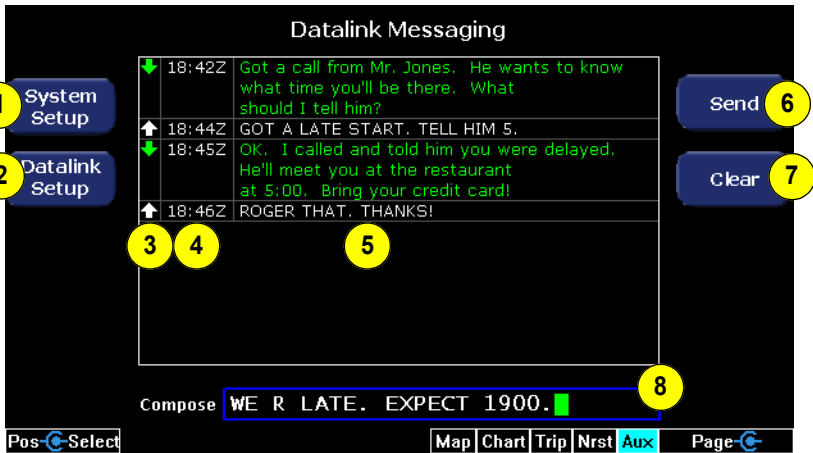 Datalink Messaging
18:42Z Got a call from Mr. Jones. He wants to know
what time you'll be there. What
should I tell him?
18:44Z GOT A LATE START. TELL HIM 5.
18:45Z OK. I called and told him you were delayed.
He'll meet you at the restaurant
at 5:00. Bring your credit card!
18:46Z ROGER THAT. THANKS!
1
System
Setup
2
Datalink
Setup
3 4 5
Send 6
Clear 7
8
Compose WE R LATE. EXPECT 1900.
Pos Select Map Chart Trip Nrst Aux Page